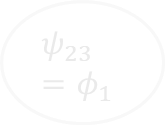 ψ₂₃
= ϕ₁